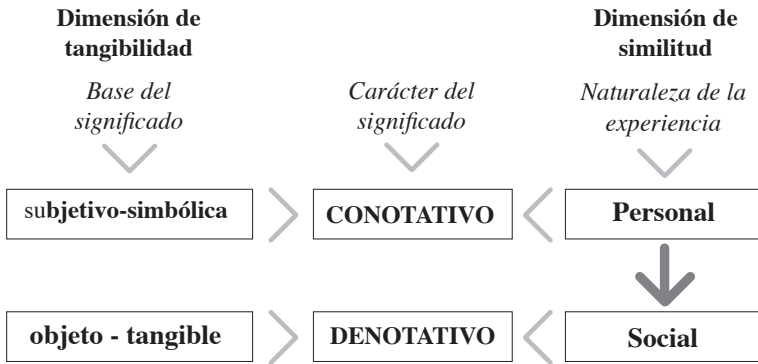 Dimensión de
tangibilidad
Dimensión de
similitud
Base del
significado
Carácter del
significado
Naturaleza de la
experiencia
subjetivo-simbólica
CONOTATIVO
Personal
objeto - tangible
DENOTATIVO
Social